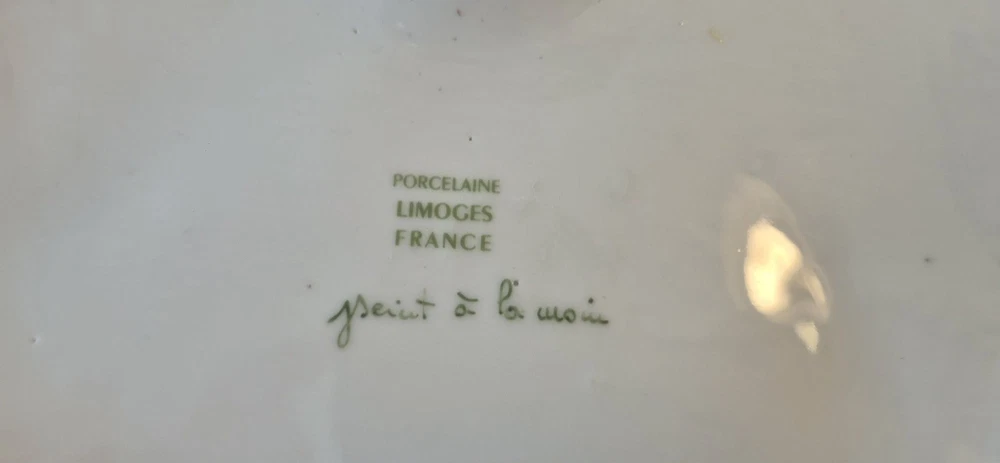 PORCELAINE
LIMOGES
FRANCE
peint à la main